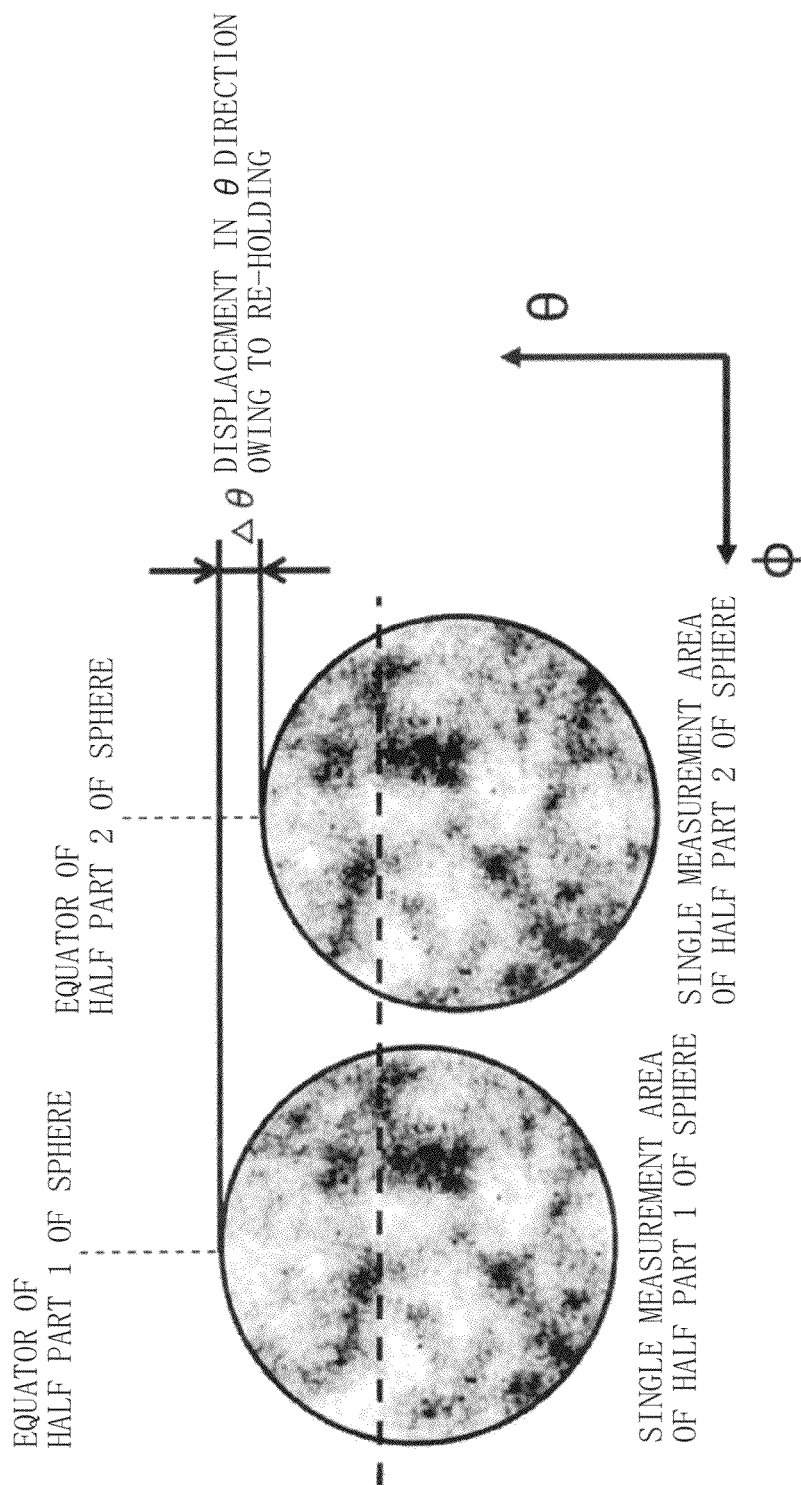 EQUATOR OF
HALF PART 1 OF SPHERE
EQUATOR OF
HALF PART 2 OF SPHERE
△θ
DISPLACEMENT IN θ DIRECTION
OWING TO RE-HOLDING
SINGLE MEASUREMENT AREA
OF HALF PART 1 OF SPHERE
SINGLE MEASUREMENT AREA
OF HALF PART 2 OF SPHERE
θ
Φ